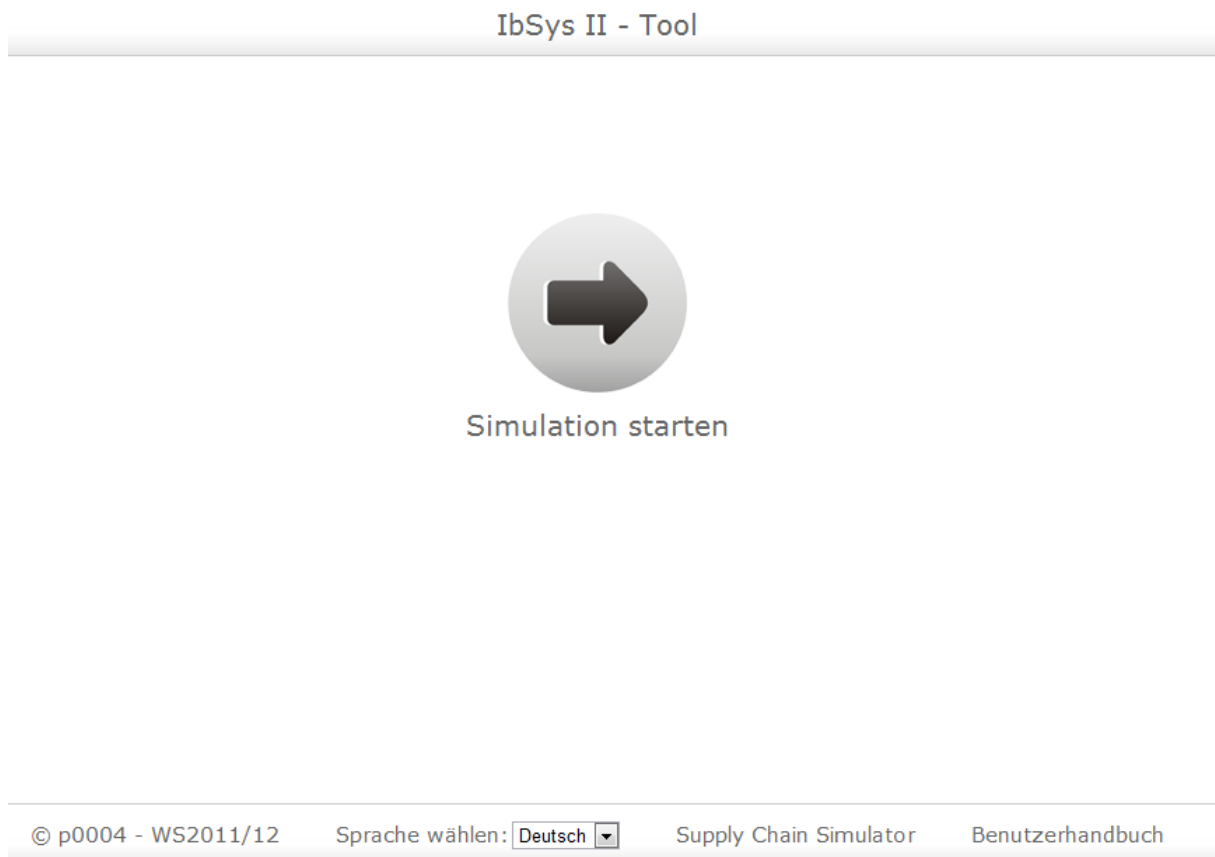 IbSys II - Tool
Simulation starten
© p0004 - WS2011/12 Sprache wählen: Deutsch Supply Chain Simulator Benutzerhandbuch